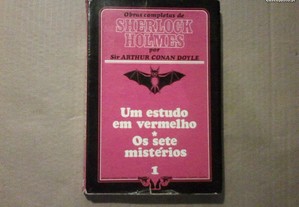 Obras completas de
SHERLOCK
HOLMES
por
Sir ARTHUR CONAN DOYLE
Um estudo
em vermelho
*
Os sete
mistérios
1